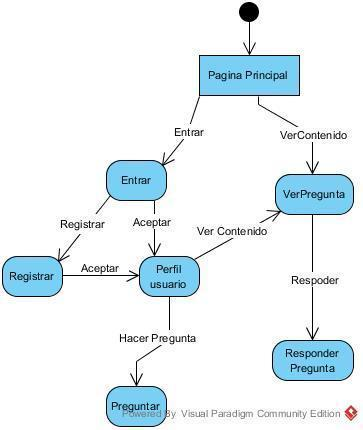 Pagina Principal
Entrar
VerContenido
Entrar
VerPregunta
Registrar
Aceptar
Ver Contenido
Registrar
Aceptar
Perfil
usuario
Responder
Hacer Pregunta
Responder
Pregunta
Preguntar
Powered By Visual Paradigm Community Edition